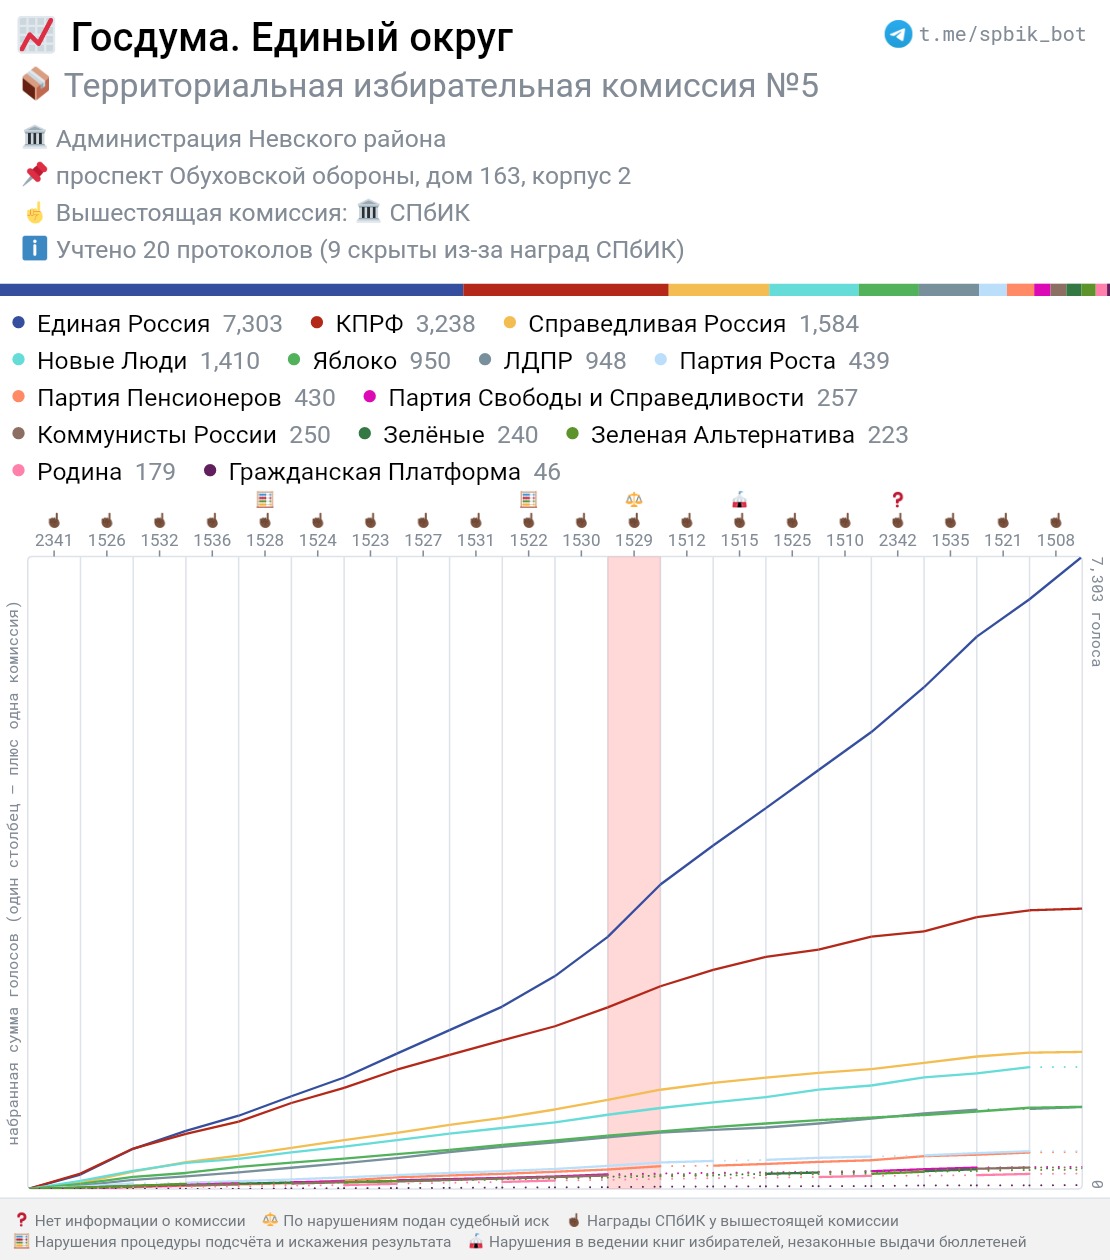 Госдума. Единый округ
t.me/spbik_bot
Территориальная избирательная комиссия №5
Администрация Невского района
проспект Обуховской обороны, дом 163, корпус 2
Вышестоящая комиссия: СПбИК
Учтено 20 протоколов (9 скрыты из-за наград СПбИК)
Единая Россия 7,303 КПРФ 3,238 Справедливая Россия 1,584
Новые Люди 1,410 Яблоко 950 ЛДПР 948 Партия Роста 439
Партия Пенсионеров 430 Партия Свободы и Справедливости 257
Коммунисты России 250 Зелёные 240 Зеленая Альтернатива 223
Родина 179 Гражданская Платформа 46
2341 1526 1532 1536 1528 1524 1523 1527 1531 1522 1530 1529 1512 1515 1525 1510 2342 1535 1521 1508
набранная сумма голосов (один столбец — плюс одна комиссия)
7,303 голоса
0
Нет информации о комиссии По нарушениям подан судебный иск Награды СПбИК у вышестоящей комиссии
Нарушения процедуры подсчёта и искажения результата Нарушения в ведении книг избирателей, незаконные выдачи бюллетеней